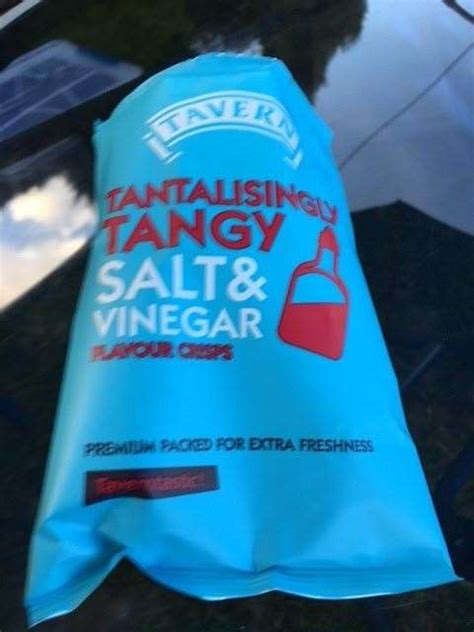 TAVERN
TANTALISINGLY
TANGY
SALT &
VINEGAR
FLAVOUR CRISPS
PREMIUM PACKED FOR EXTRA FRESHNESS
Taverntastic!